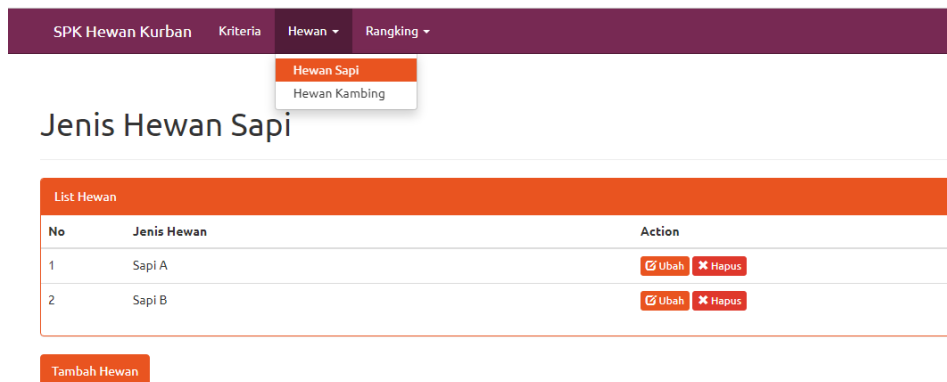 SPK Hewan Kurban Kriteria Hewan Rangking
Hewan Sapi
Hewan Kambing
Jenis Hewan Sapi
List Hewan
No Jenis Hewan Action
1 Sapi A Ubah Hapus
2 Sapi B Ubah Hapus
Tambah Hewan